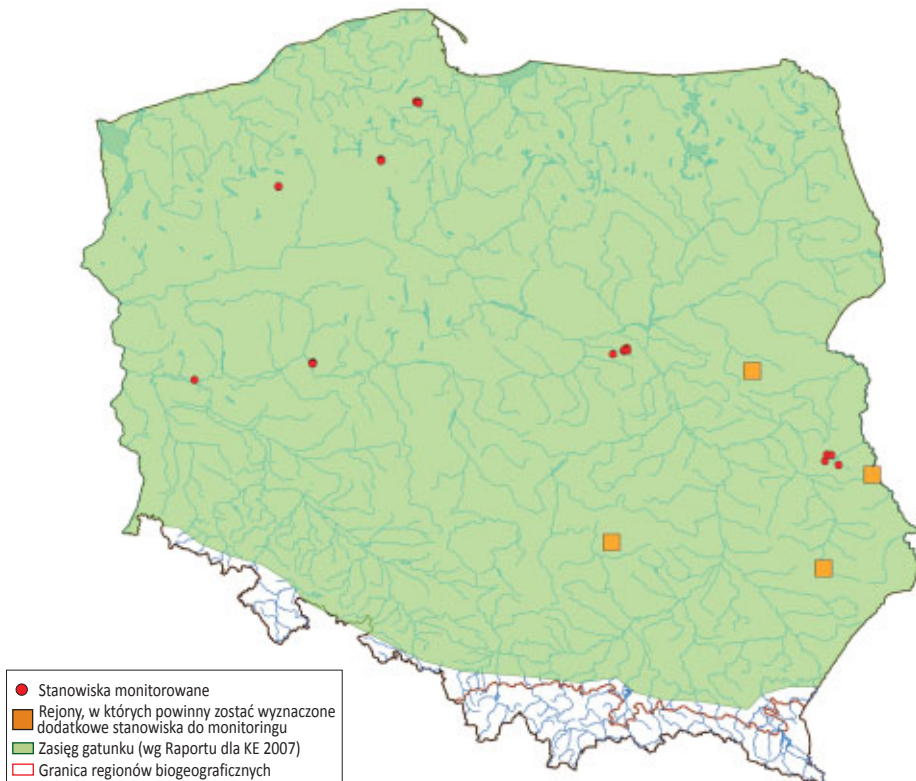 Stanowiska monitorowane
Rejony, w których powinny zostać wyznaczone
dodatkowe stanowiska do monitoringu
Zasięg gatunku (wg Raportu dla KE 2007)
Granica regionów biogeograficznych